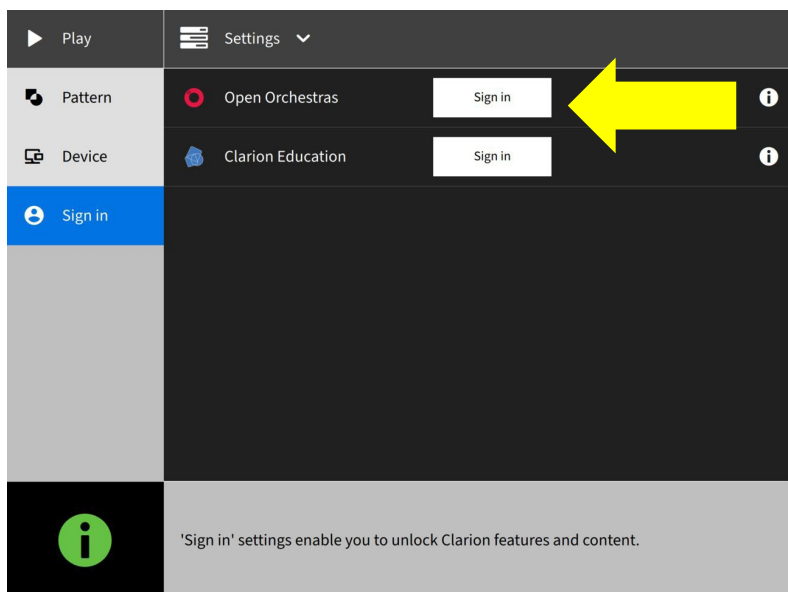 Play
Settings
Pattern
Open Orchestras
Sign in
Device
Clarion Education
Sign in
Sign in
'Sign in' settings enable you to unlock Clarion features and content.